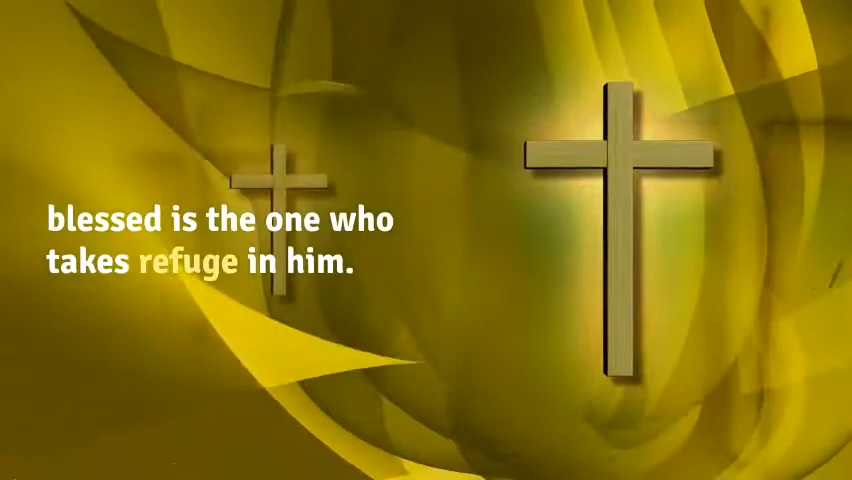 blessed is the one who
takes refuge in him.